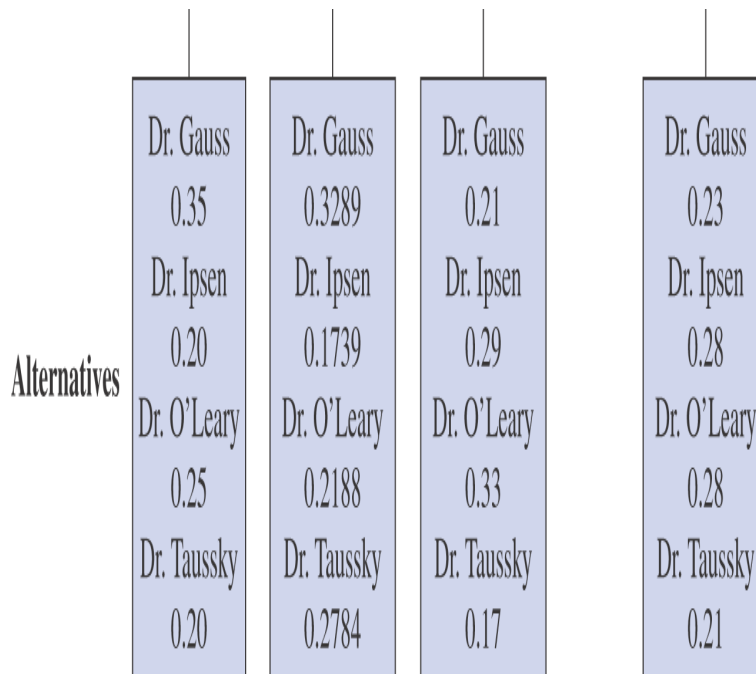 Alternatives
Dr. Gauss
0.35
Dr. Ipsen
0.20
Dr. O’Leary
0.25
Dr. Taussky
0.20
Dr. Gauss
0.3289
Dr. Ipsen
0.1739
Dr. O’Leary
0.2188
Dr. Taussky
0.2784
Dr. Gauss
0.21
Dr. Ipsen
0.29
Dr. O’Leary
0.33
Dr. Taussky
0.17
Dr. Gauss
0.23
Dr. Ipsen
0.28
Dr. O’Leary
0.28
Dr. Taussky
0.21